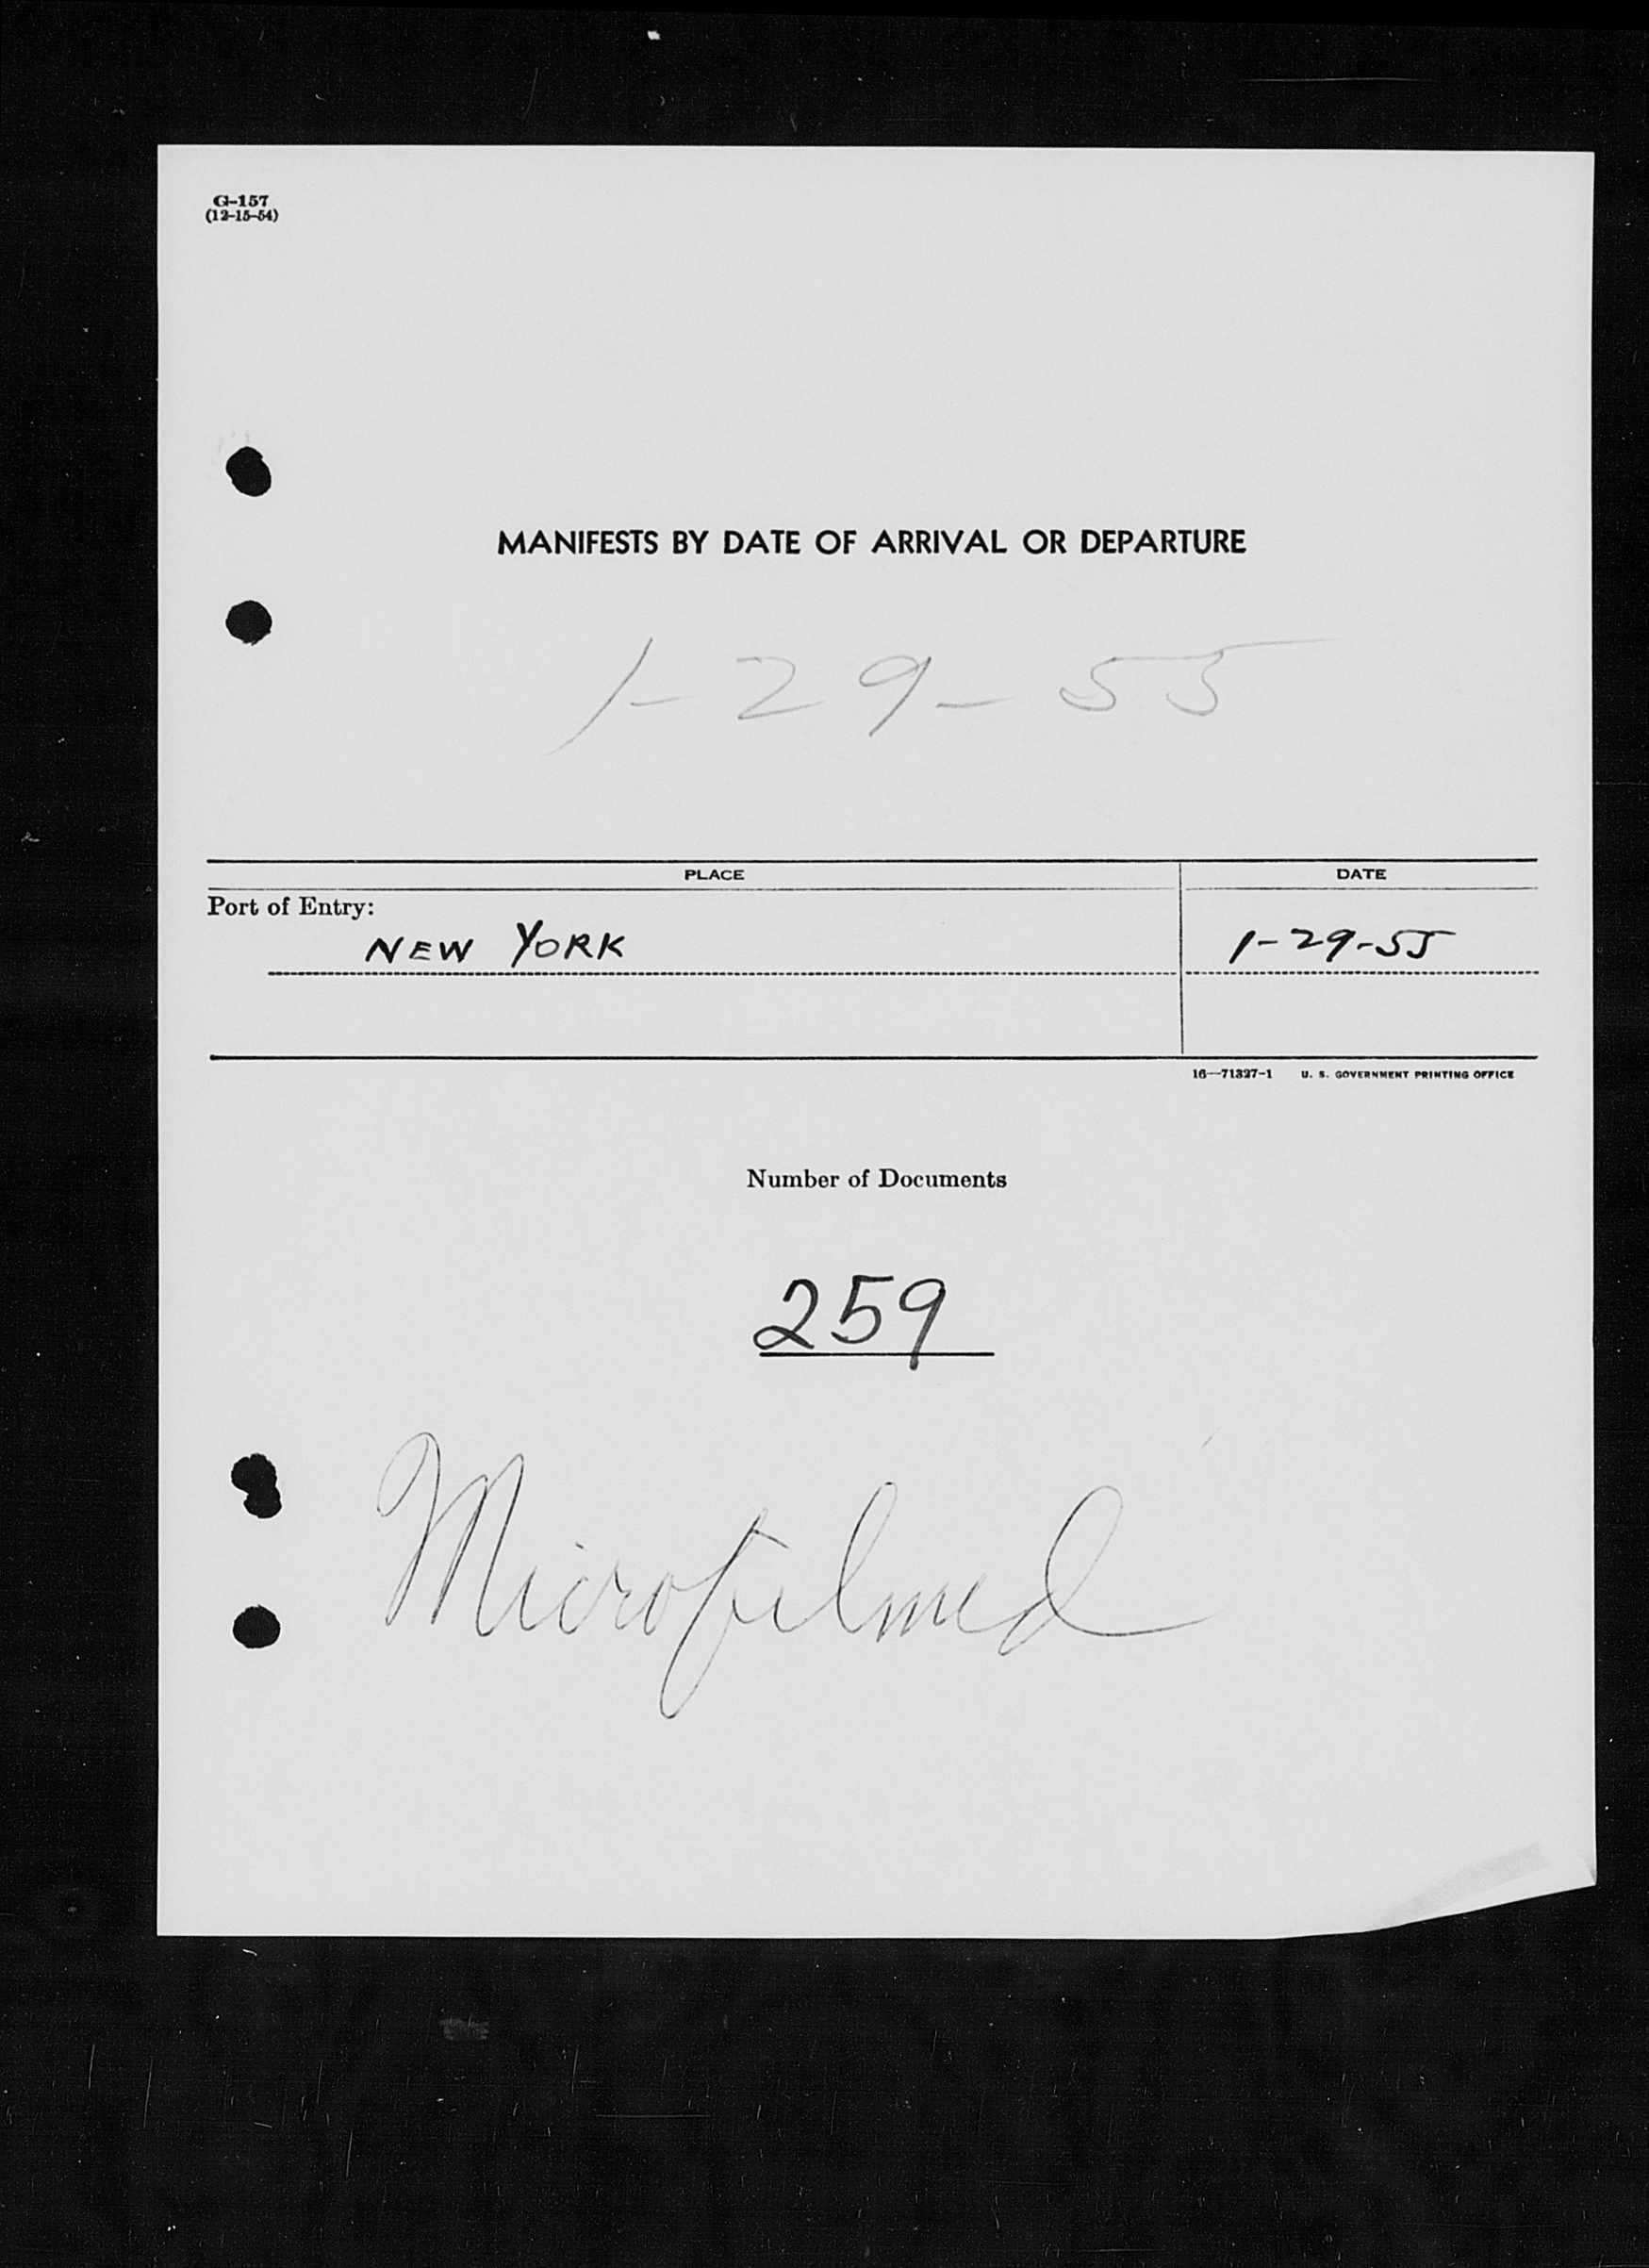 G-157
(12-15-54)
MANIFESTS BY DATE OF ARRIVAL OR DEPARTURE
1-29-55
PLACE DATE
Port of Entry:
NEW YORK 1-29-55
16—71327-1 U. S. GOVERNMENT PRINTING OFFICE
Number of Documents
259
Microfilmed